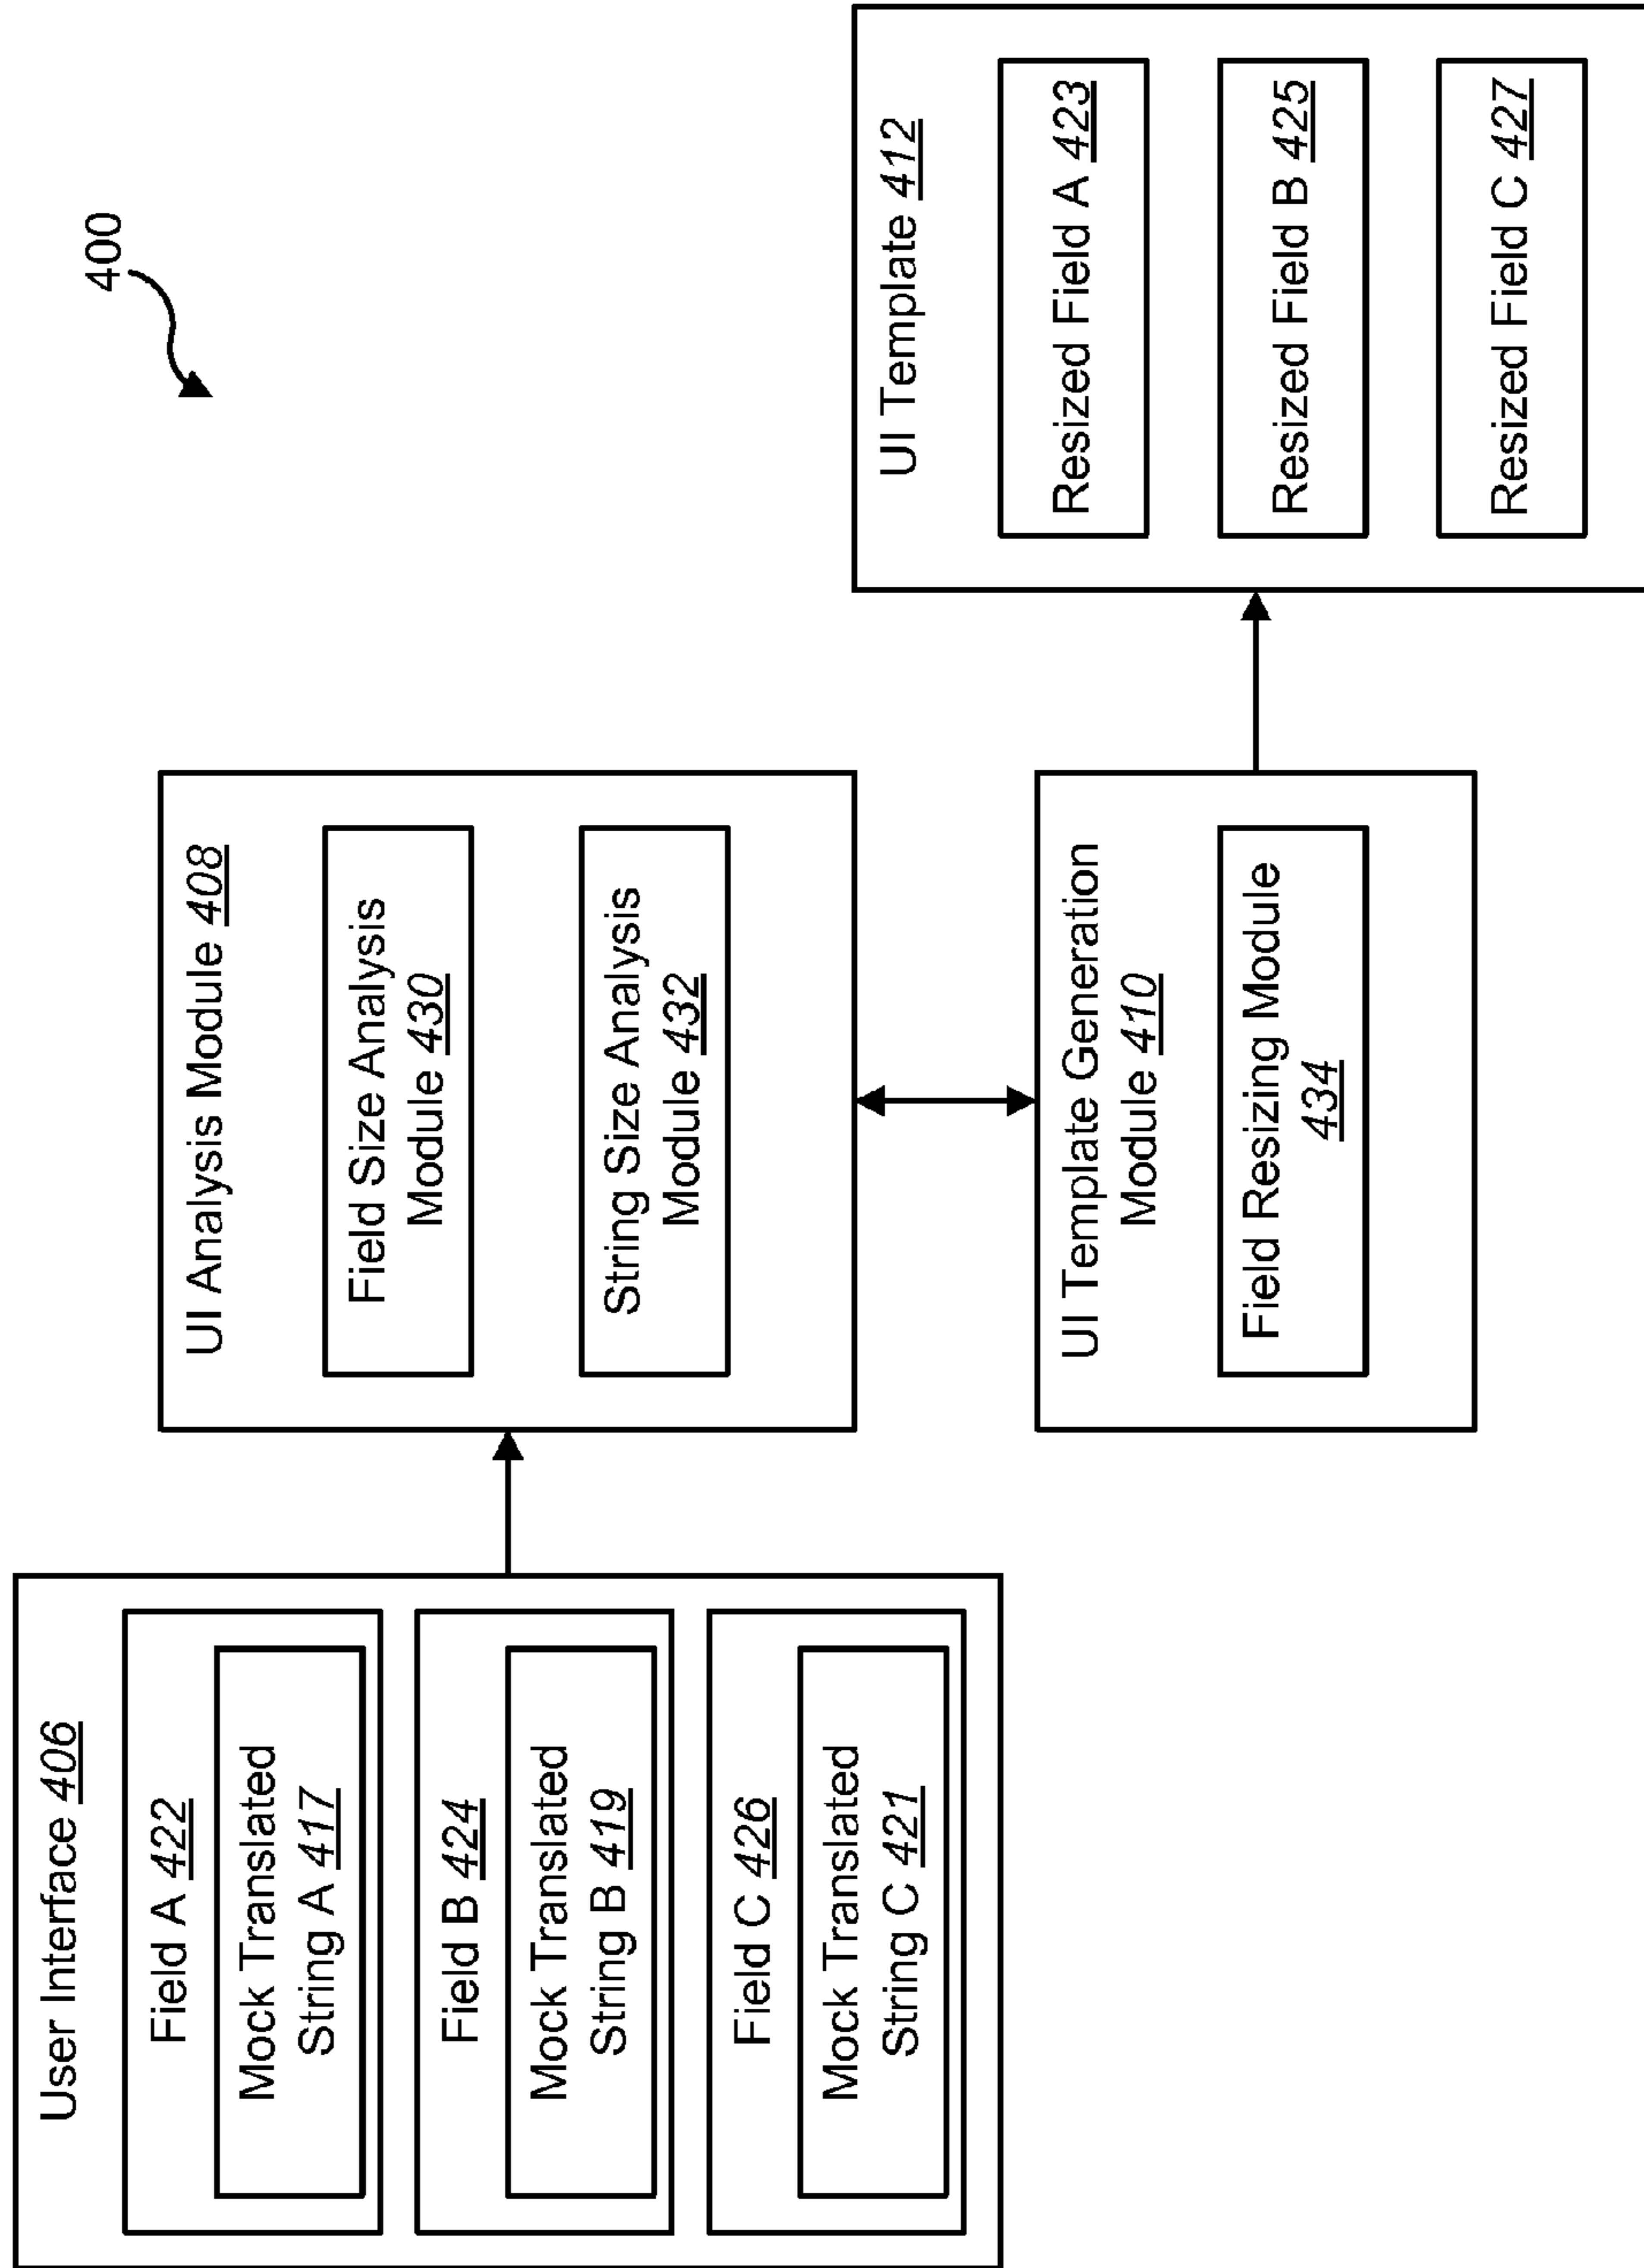 400
User Interface 406
Field A 422
Mock Translated
String A 417
Field B 424
Mock Translated
String B 419
Field C 426
Mock Translated
String C 421
UI Analysis Module 408
Field Size Analysis
Module 430
String Size Analysis
Module 432
UI Template Generation
Module 410
Field Resizing Module
434
UI Template 412
Resized Field A 423
Resized Field B 425
Resized Field C 427